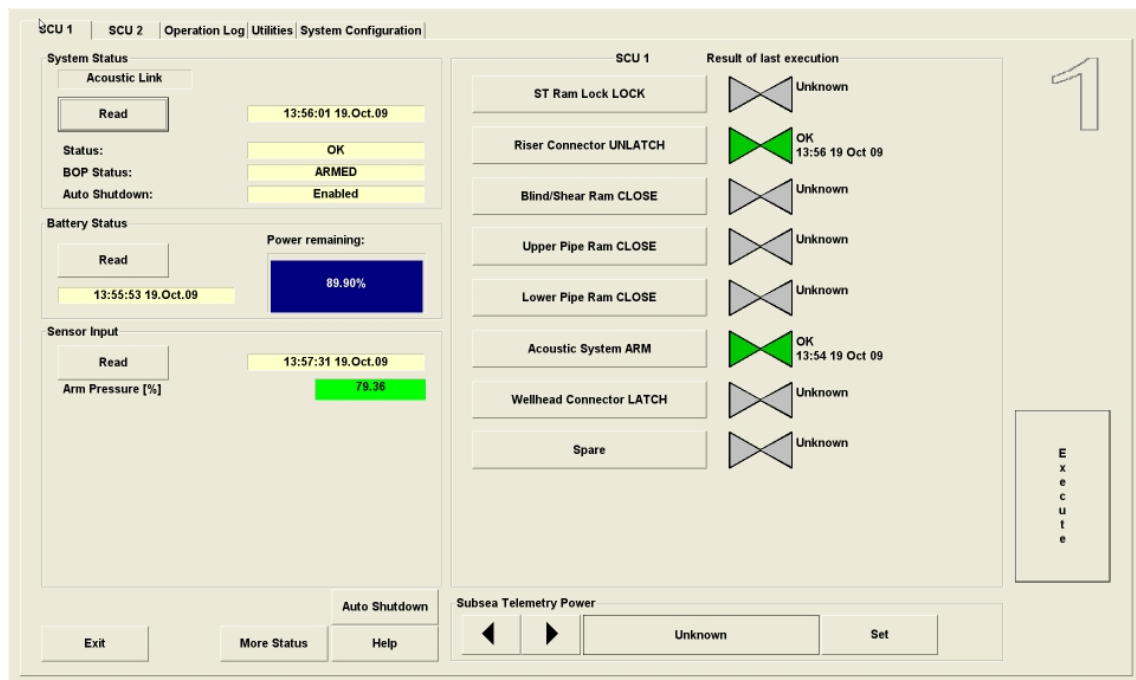 SCU 1 SCU 2 Operation Log Utilities System Configuration
System Status
Acoustic Link
Read 13:56:01 19.Oct.09
Status: OK
BOP Status: ARMED
Auto Shutdown: Enabled
Battery Status
Power remaining:
Read
89.90%
13:55:53 19.Oct.09
Sensor Input
Read 13:57:31 19.Oct.09
Arm Pressure [%] 79.36
Auto Shutdown
Exit More Status Help
SCU 1 Result of last execution
ST Ram Lock LOCK Unknown
Riser Connector UNLATCH OK
13:56 19 Oct 09
Blind/Shear Ram CLOSE Unknown
Upper Pipe Ram CLOSE Unknown
Lower Pipe Ram CLOSE Unknown
Acoustic System ARM OK
13:54 19 Oct 09
Wellhead Connector LATCH Unknown
Spare Unknown
Subsea Telemetry Power
Unknown Set
1
Execute